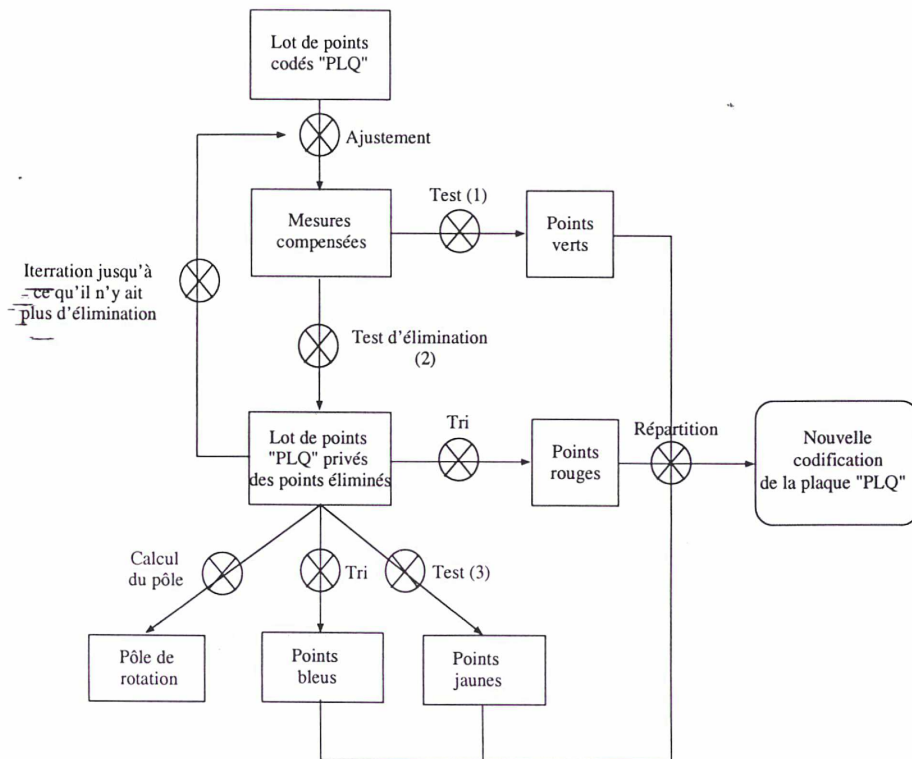 Lot de points
codés "PLQ"
Ajustement
Mesures
compensées
Test (1)
Points
verts
Iterration jusqu'à
ce qu'il n'y ait
plus d'élimination
Test d'élimination
(2)
Lot de points
"PLQ" privés
des points éliminés
Tri
Points
rouges
Répartition
Nouvelle
codification
de la plaque "PLQ"
Calcul
du pôle
Tri
Test (3)
Pôle de
rotation
Points
bleus
Points
jaunes